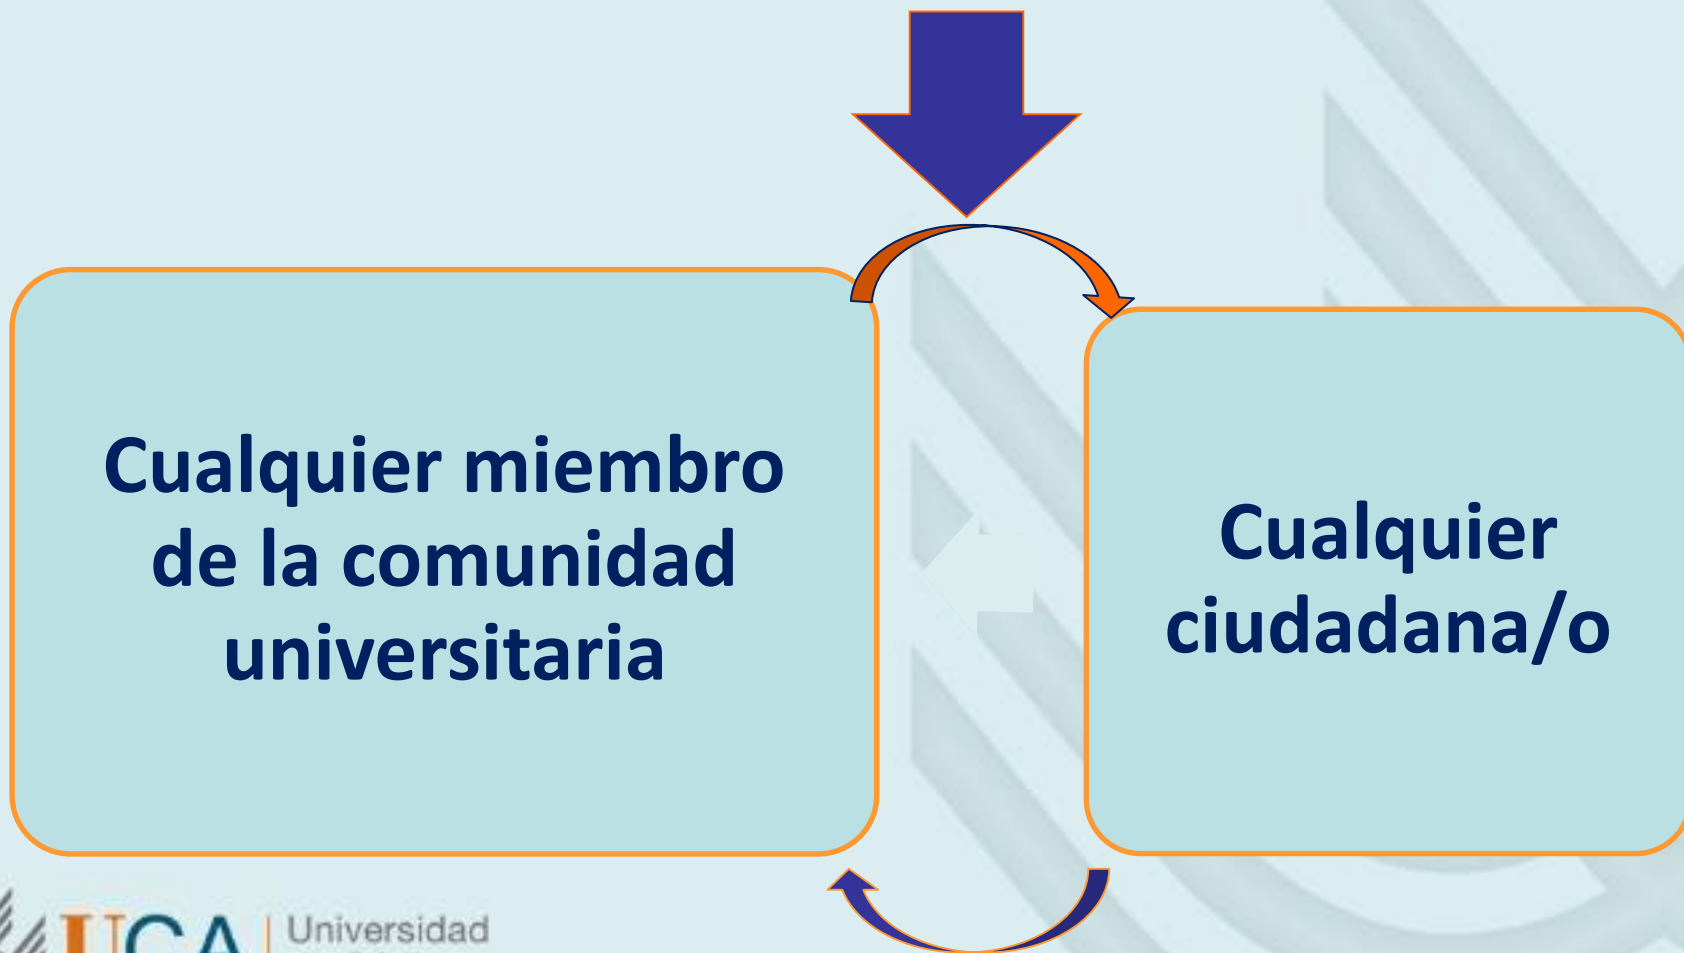 Cualquier miembro
de la comunidad
universitaria
Cualquier
ciudadana/o
UCA
Universidad